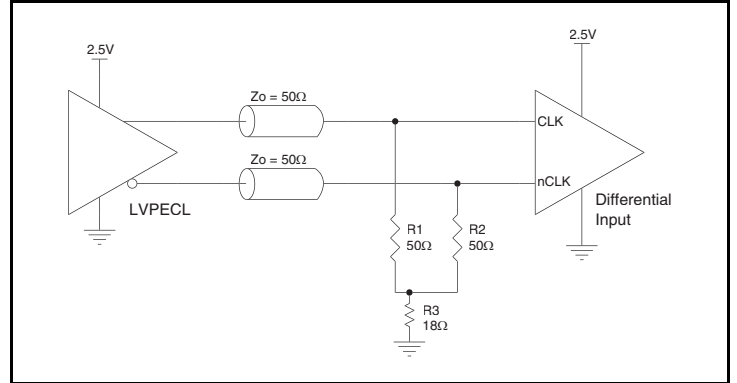 2.5V
2.5V
Zo = 50Ω
CLK
Zo = 50Ω
nCLK
LVPECL
Differential
Input
R1
50Ω
R2
50Ω
R3
18Ω